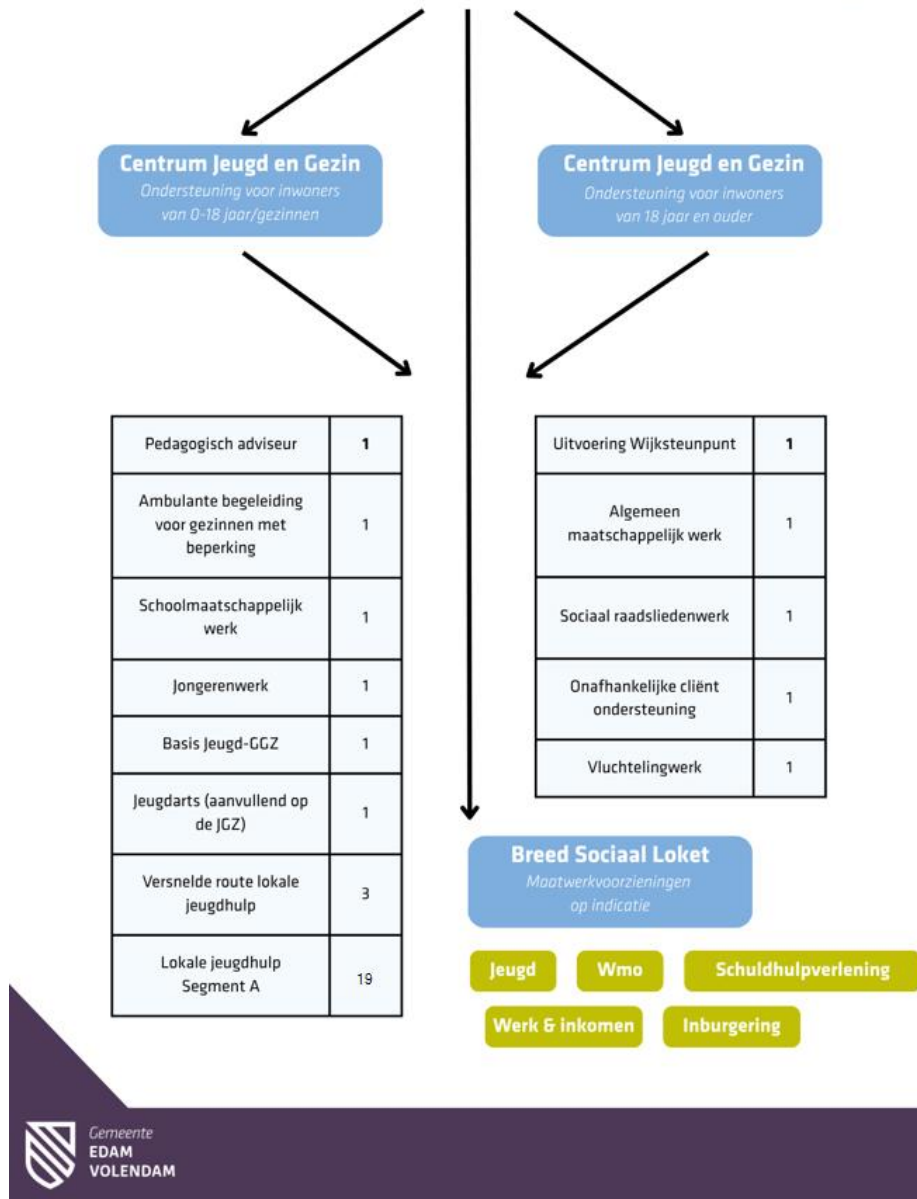 Centrum Jeugd en Gezin
Ondersteuning voor inwoners
van 0-18 jaar/gezinnen
Centrum Jeugd en Gezin
Ondersteuning voor inwoners
van 18 jaar en ouder
Pedagogisch adviseur 1
Ambulante begeleiding
voor gezinnen met
beperking
1
Schoolmaatschappelijk
werk
1
Jongerenwerk 1
Basis Jeugd-GGZ 1
Jeugdarts (aanvullend op
de JGZ)
1
Versnelde route lokale
jeugdhulp
3
Lokale jeugdhulp
Segment A
19
Uitvoering Wijksteunpunt 1
Algemeen
maatschappelijk werk
1
Sociaal raadsliedenwerk 1
Onafhankelijke cliënt
ondersteuning
1
Vluchtelingwerk 1
Breed Sociaal Loket
Maatwerkvoorzieningen
op indicatie
Jeugd Wmo Schuldhulpverlening
Werk & inkomen Inburgering
Gemeente
EDAM
VOLENDAM